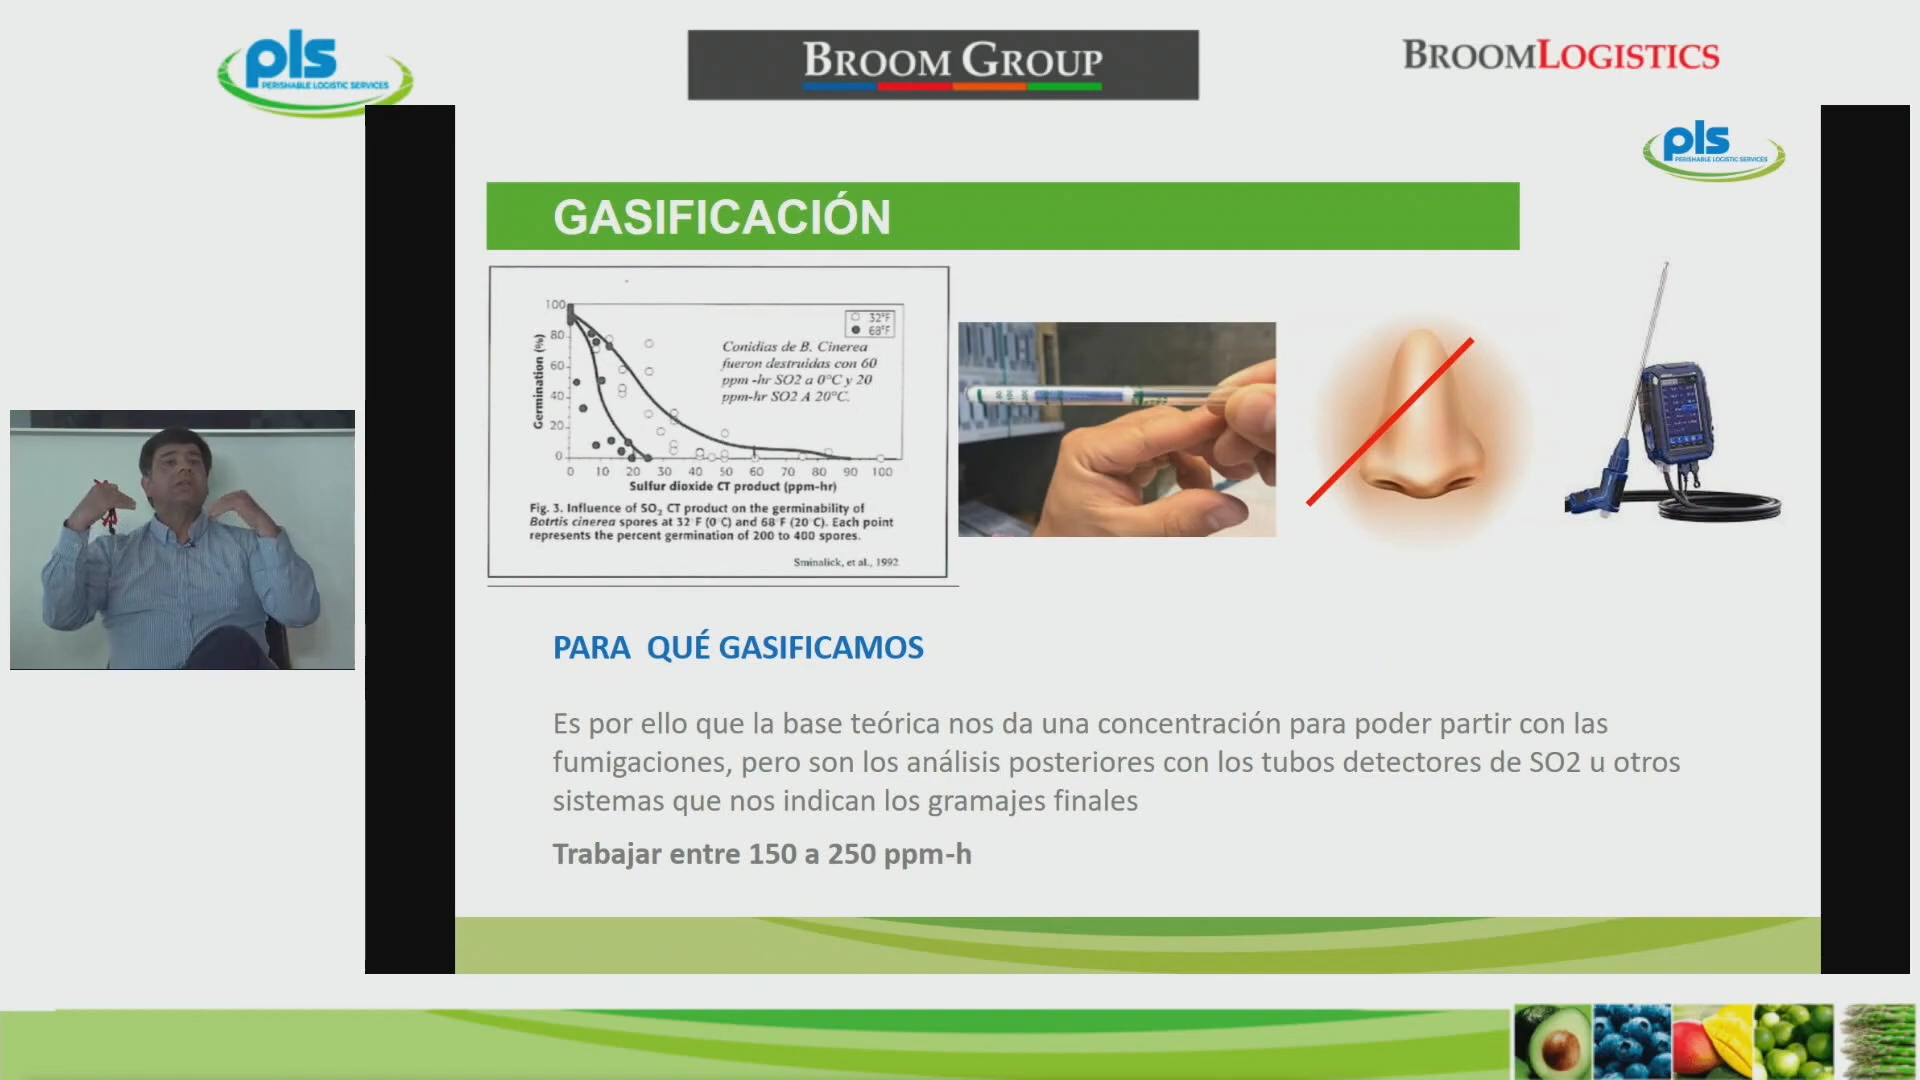 pls
PERISHABLE LOGISTIC SERVICES
BROOM GROUP
BROOMLOGISTICS
pls
PERISHABLE LOGISTIC SERVICES
GASIFICACIÓN
100
80
60
40
20
0
Germination (%)
32°F
68°F
Conidias de B. Cinerea
fueron destruidas con 60
ppm -hr SO2 a 0°C y 20
ppm-hr SO2 A 20°C.
0 10 20 30 40 50 60 70 80 90 100
Sulfur dioxide CT product (ppm-hr)
Fig. 3. Influence of SO2 CT product on the germinability of
Botrtis cinerea spores at 32 F (0 C) and 68 F (20 C). Each point
represents the percent germination of 200 to 400 spores.
Sminalick, et al., 1992
PARA QUÉ GASIFICAMOS
Es por ello que la base teórica nos da una concentración para poder partir con las
fumigaciones, pero son los análisis posteriores con los tubos detectores de SO2 u otros
sistemas que nos indican los gramajes finales
Trabajar entre 150 a 250 ppm-h